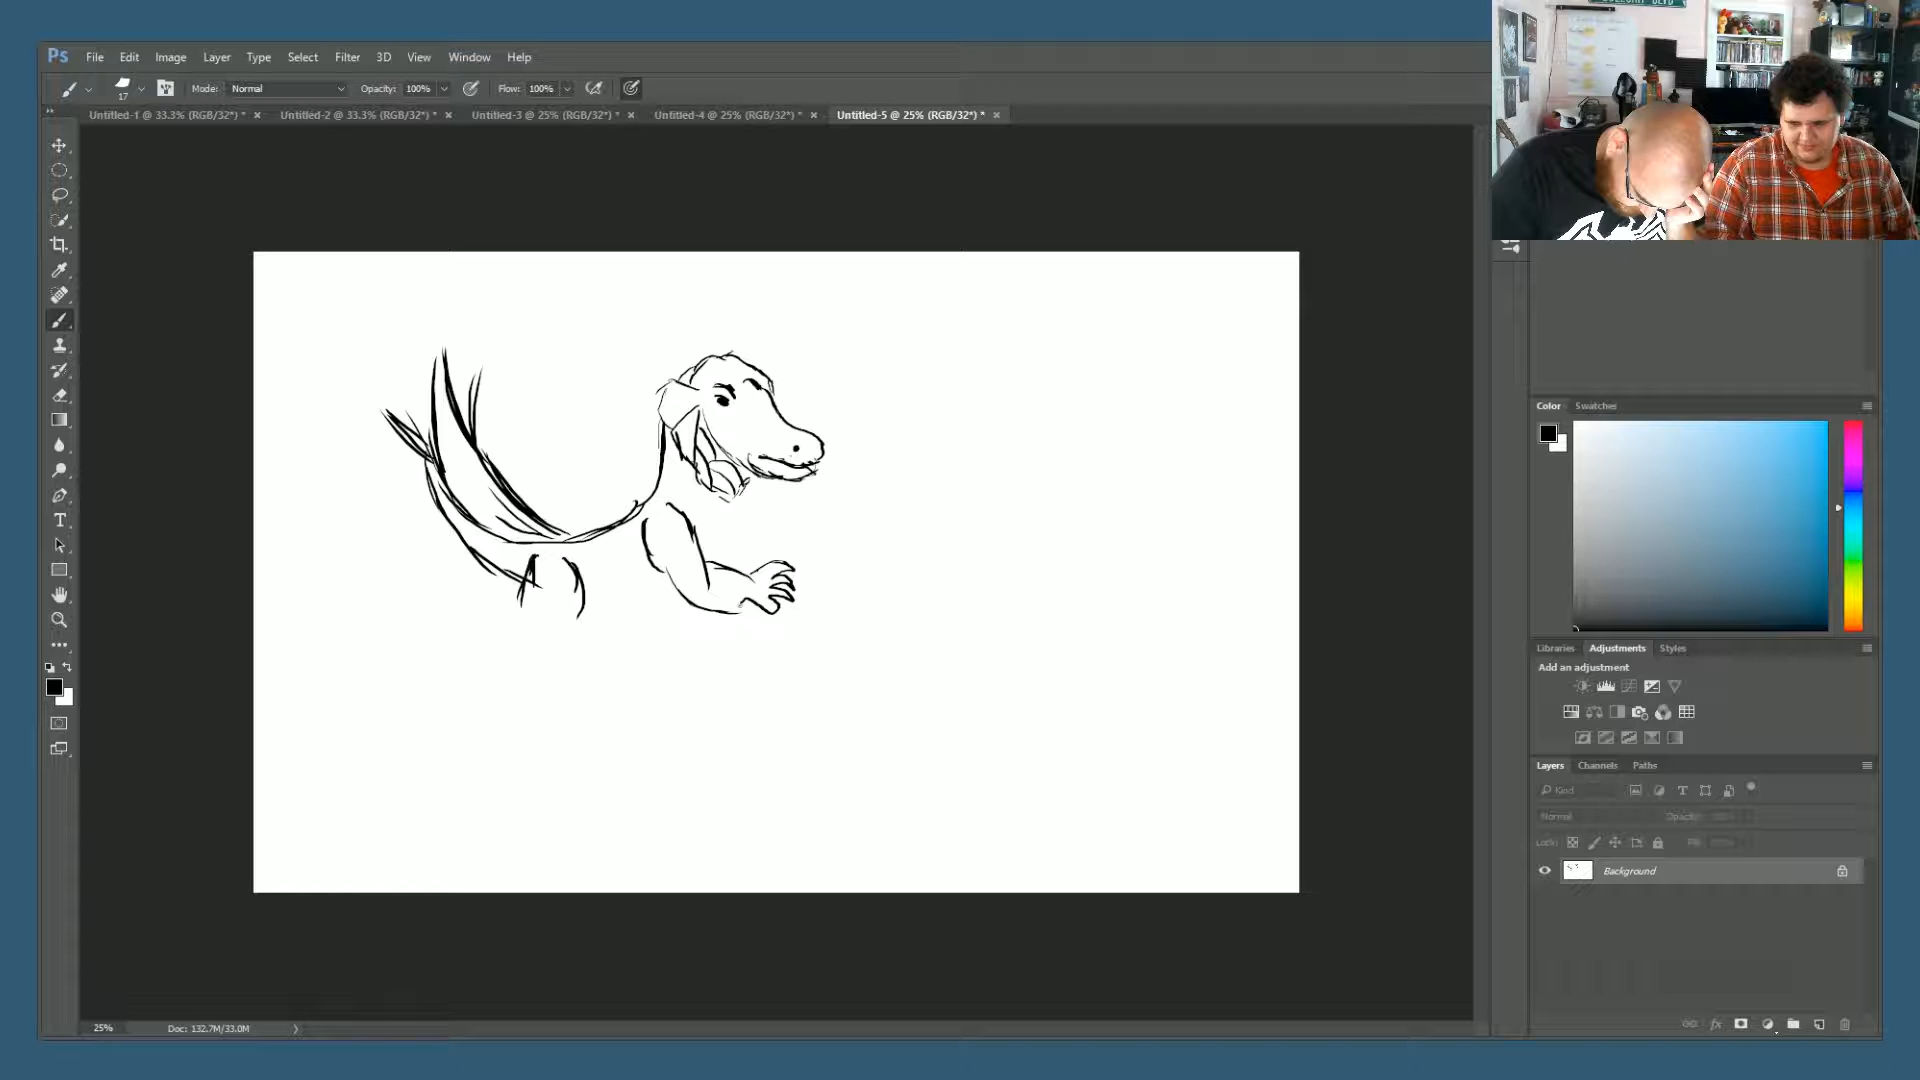 Ps File Edit Image Layer Type Select Filter 3D View Window Help
17 Mode: Normal Opacity: 100% Flow: 100%
Untitled-1 @ 33.3% (RGB/32*) * × Untitled-2 @ 33.3% (RGB/32*) * × Untitled-3 @ 25% (RGB/32*) * × Untitled-4 @ 25% (RGB/32*) * × Untitled-5 @ 25% (RGB/32*) * ×
Color Swatches
Libraries Adjustments Styles
Add an adjustment
Layers Channels Paths
Kind
Normal Opacity:
Lock: Fill:
Background
fx
25% Doc: 132.7M/33.0M